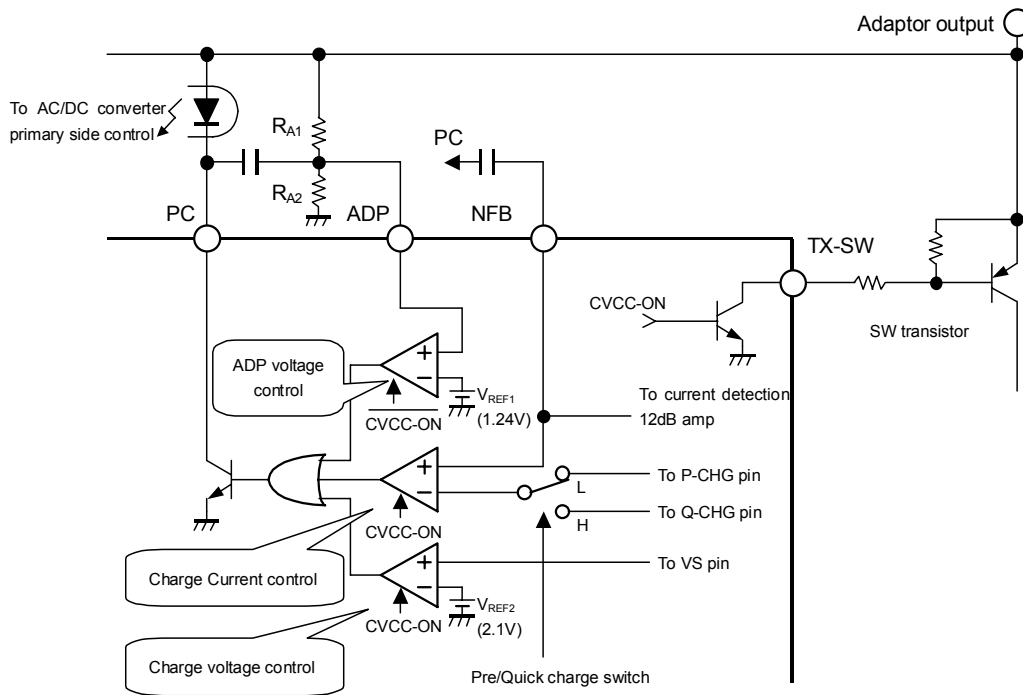 Adaptor output
To AC/DC converter
primary side control
RA1
RA2
PC
PC
ADP
NFB
TX-SW
CVCC-ON
SW transistor
ADP voltage
control
+
−
VREF1
(1.24V)
CVCC-ON
To current detection
12dB amp
+
−
L
H
To P-CHG pin
To Q-CHG pin
CVCC-ON
Charge Current control
+
−
To VS pin
VREF2
(2.1V)
CVCC-ON
Charge voltage control
Pre/Quick charge switch